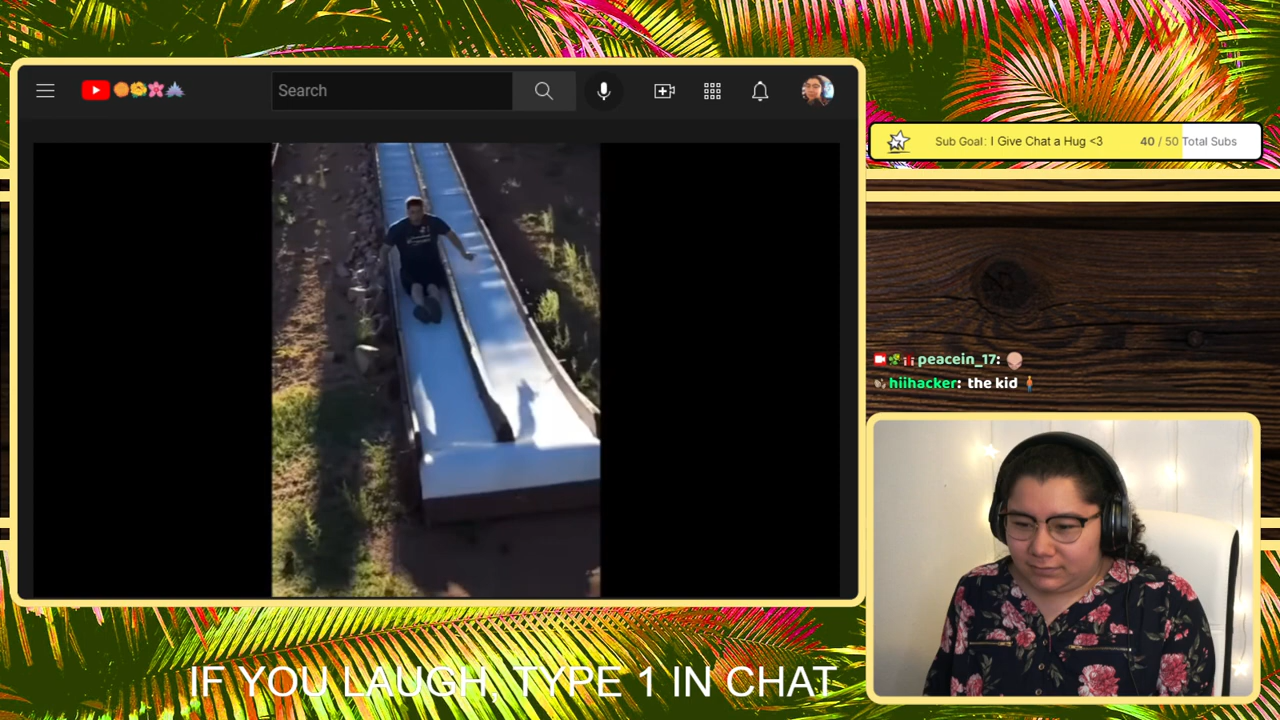 Search
Sub Goal: I Give Chat a Hug <3 40 / 50 Total Subs
peacein_17:
hiihacker: the kid
IF YOU LAUGH, TYPE 1 IN CHAT